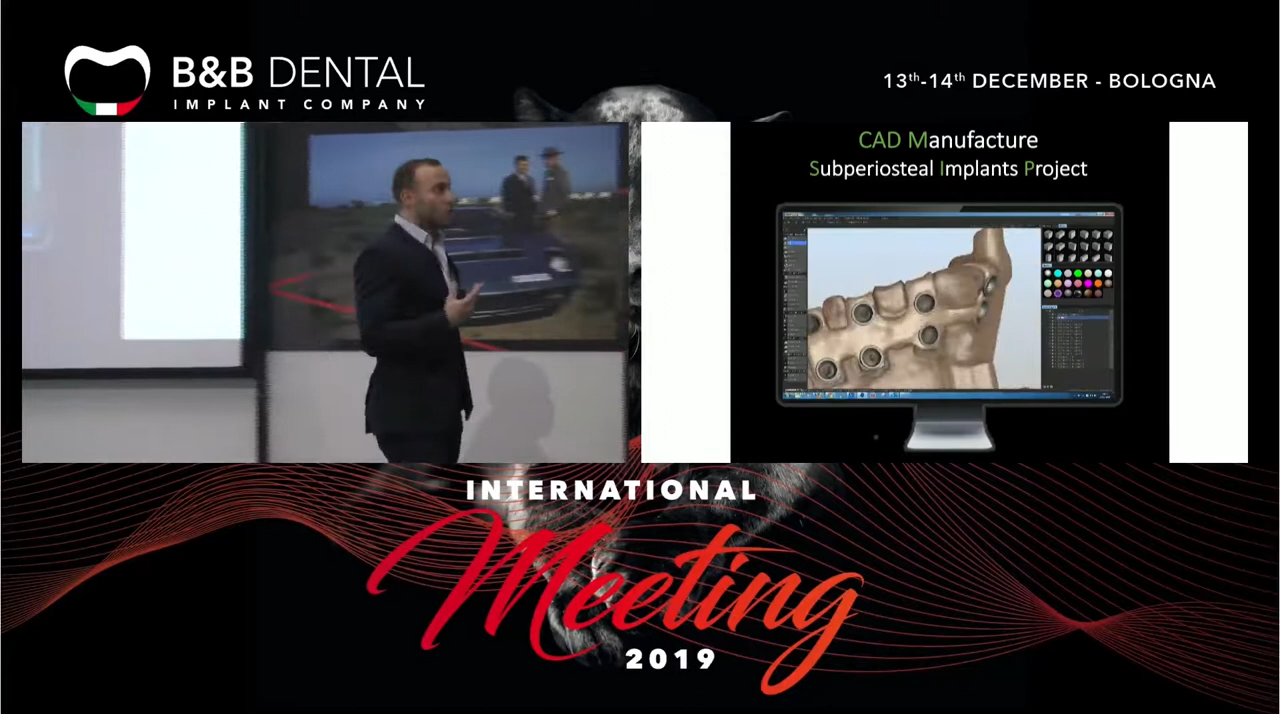 B&B DENTAL
IMPLANT COMPANY
13th-14th DECEMBER - BOLOGNA
CAD Manufacture
Subperiosteal Implants Project
INTERNATIONAL
Meeting
2019